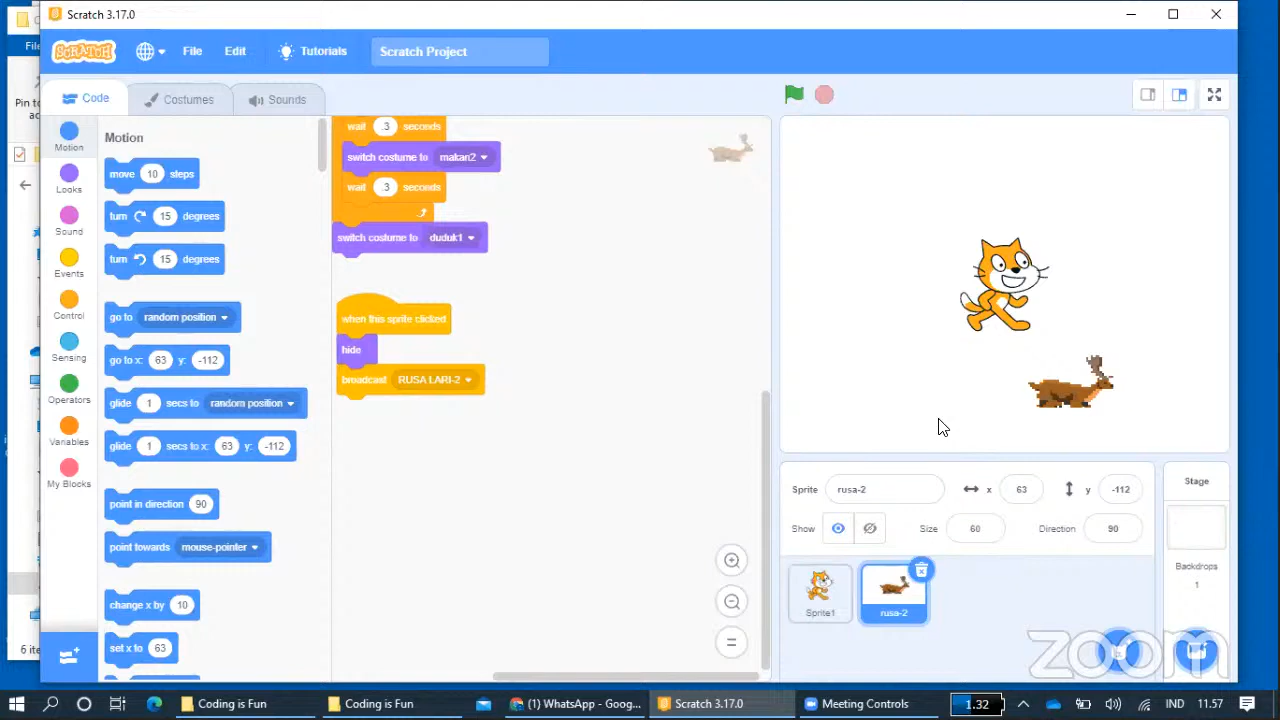 Scratch 3.17.0
File
Pin to
SCRATCH
File
Edit
Tutorials
Scratch Project
Code
Costumes
Sounds
Motion
Looks
Sound
Events
Control
Sensing
Operators
Variables
My Blocks
Motion
move 10 steps
turn 15 degrees
turn 15 degrees
go to random position
go to x: 63 y: -112
glide 1 secs to random position
glide 1 secs to x: 63 y: -112
point in direction 90
point towards mouse-pointer
change x by 10
set x to 63
wait .3 seconds
switch costume to makan2
wait .3 seconds
switch costume to duduk1
when this sprite clicked
hide
broadcast RUSA LARI-2
Sprite rusa-2 x 63 y -112
Show Size 60 Direction 90
Sprite1
rusa-2
Stage
Backdrops
1
zoom
6 ite
Coding is Fun
Coding is Fun
(1) WhatsApp - Goog...
Scratch 3.17.0
Meeting Controls
1.32
IND
11.57